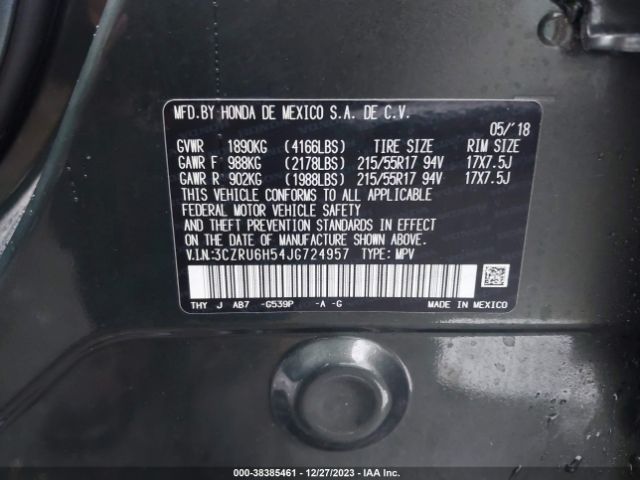 MFD.BY HONDA DE MEXICO S.A. DE C.V.
05/'18
GVWR 1890KG (4166LBS) TIRE SIZE RIM SIZE
GAWR F 988KG (2178LBS) 215/55R17 94V 17X7.5J
GAWR R 902KG (1988LBS) 215/55R17 94V 17X7.5J
THIS VEHICLE CONFORMS TO ALL APPLICABLE
FEDERAL MOTOR VEHICLE SAFETY
AND THEFT PREVENTION STANDARDS IN EFFECT
ON THE DATE OF MANUFACTURE SHOWN ABOVE.
V.I.N:3CZRU6H54JG724957 TYPE: MPV
THY J AB7 -G539P -A -G MADE IN MEXICO
000-38385461 - 12/27/2023 - IAA Inc.